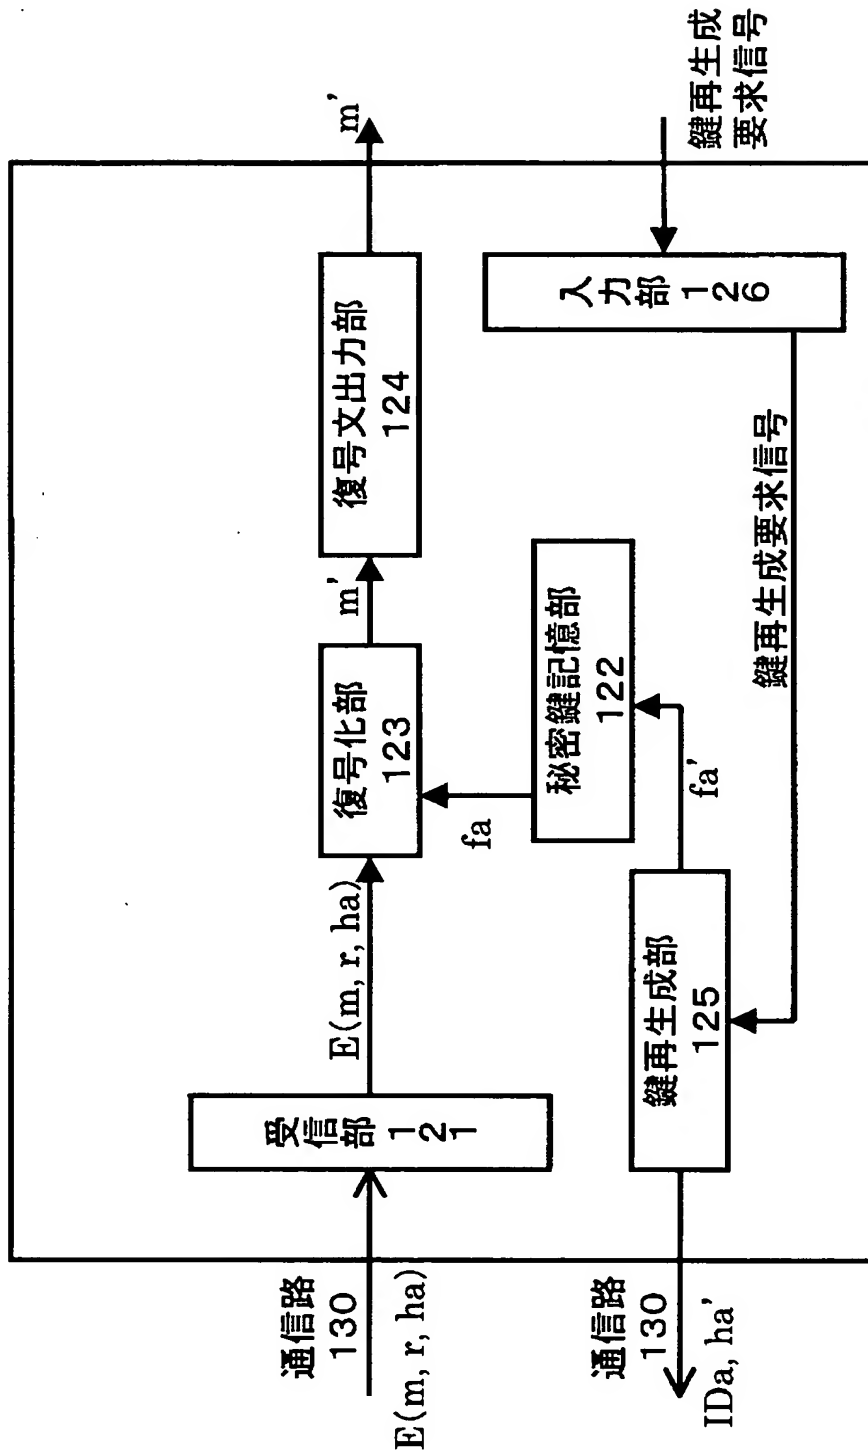 通信路
130
E(m, r, ha)
受信部 121
E(m, r, ha)
復号化部
123
m'
復号文出力部
124
m'
fa
秘密鍵記憶部
122
fa'
通信路
130
IDa, ha'
鍵再生成部
125
鍵再生成要求信号
入力部 126
鍵再生成
要求信号